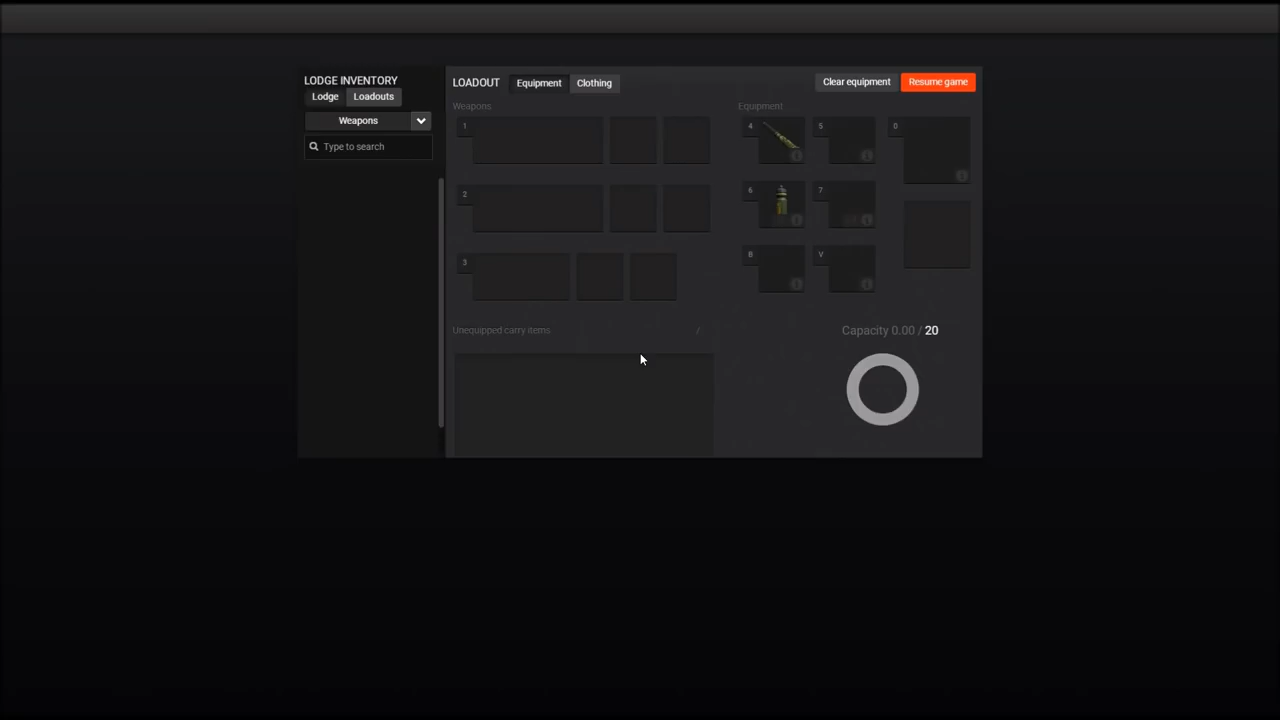 LODGE INVENTORY
Lodge Loadouts
Weapons
Type to search
LOADOUT Equipment Clothing Clear equipment Resume game
Weapons
1
2
3
Equipment
4 5 0
6 7
B V
Unequipped carry items /
Capacity 0.00 / 20